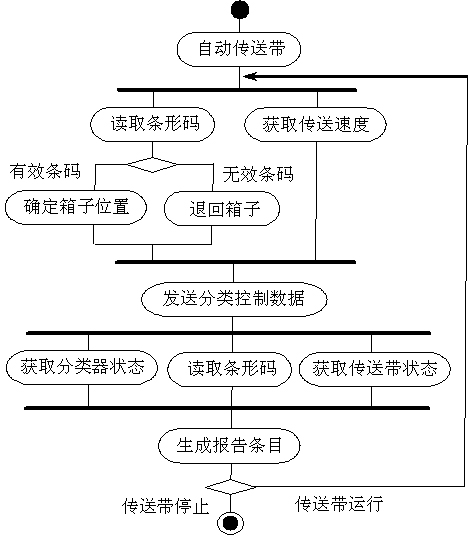 自动传送带
读取条形码
获取传送速度
有效条码
无效条码
确定箱子位置
退回箱子
发送分类控制数据
获取分类器状态
读取条形码
获取传送带状态
生成报告条目
传送带停止
传送带运行